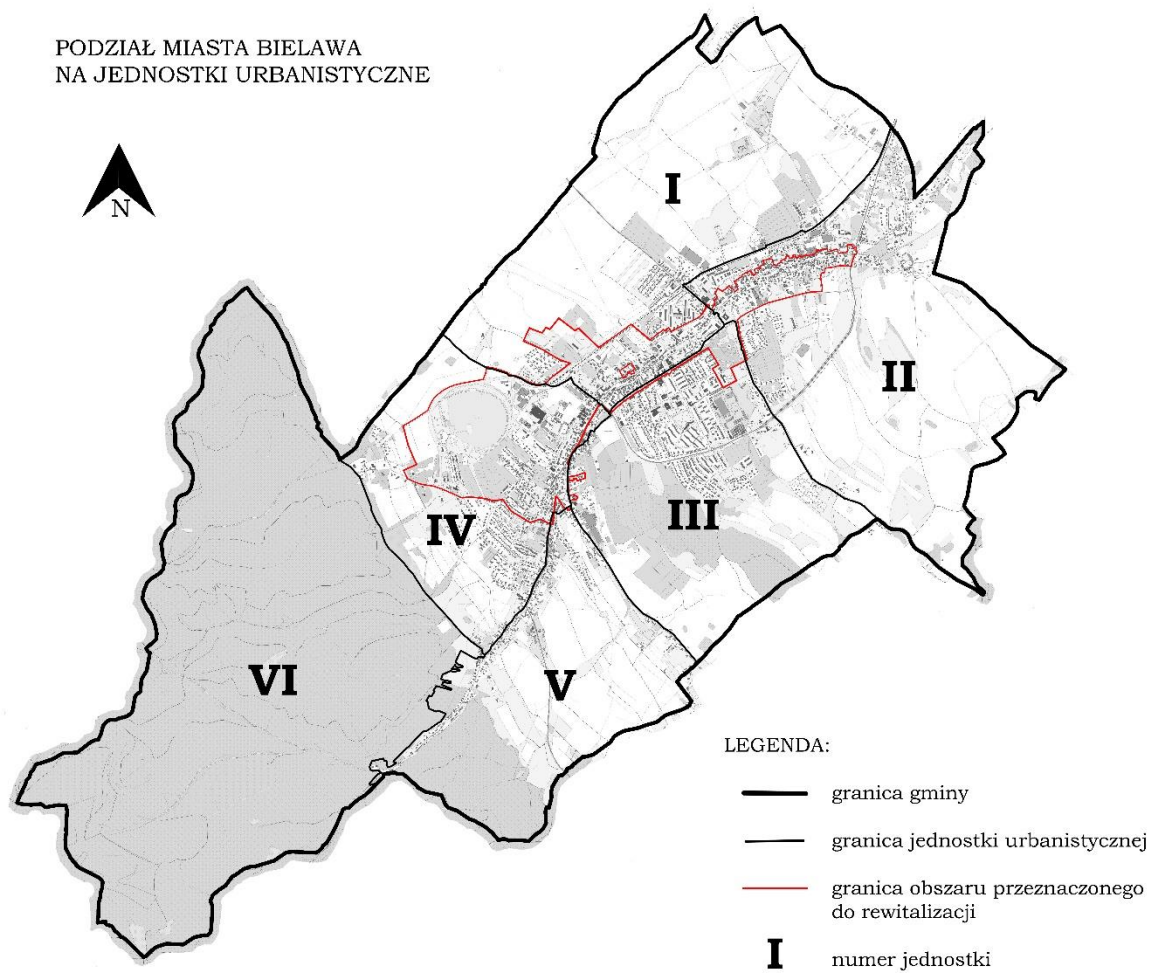 PODZIAŁ MIASTA BIELAWA
NA JEDNOSTKI URBANISTYCZNE
N
I
II
III
IV
V
VI
LEGENDA:
granica gminy
granica jednostki urbanistycznej
granica obszaru przeznaczonego
do rewitalizacji
I numer jednostki